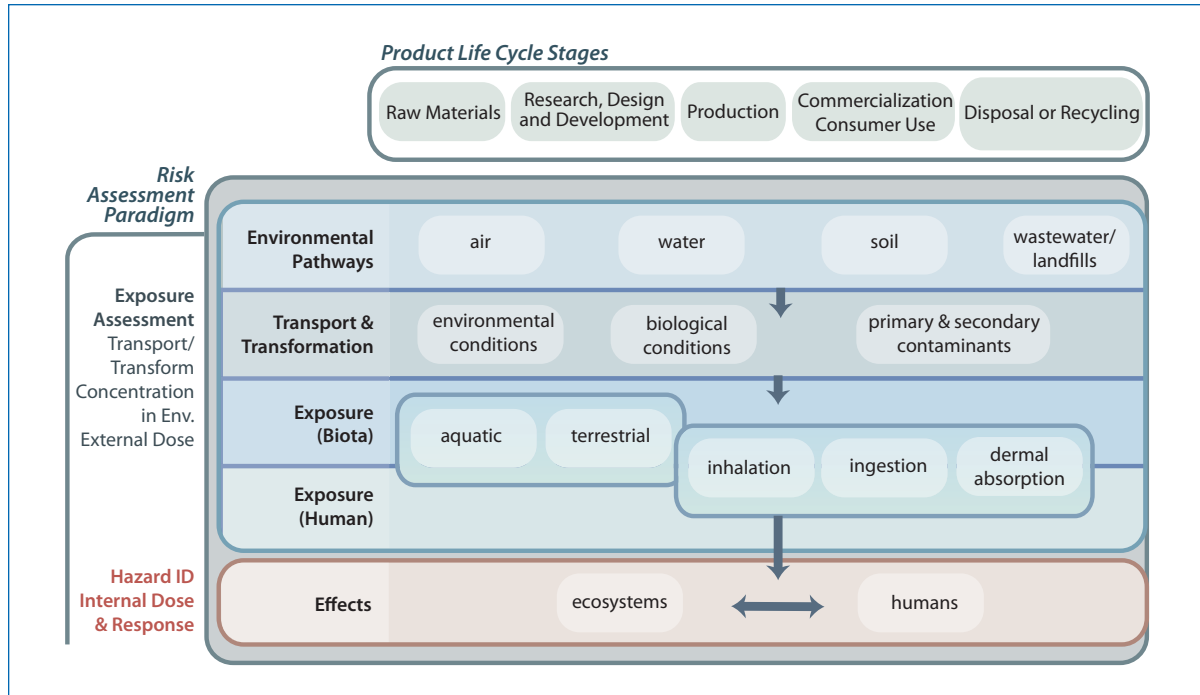 Product Life Cycle Stages
Raw Materials
Research, Design
and Development
Production
Commercialization
Consumer Use
Disposal or Recycling
Risk
Assessment
Paradigm
Exposure
Assessment
Transport/
Transform
Concentration
in Env.
External Dose
Environmental
Pathways
air
water
soil
wastewater/
landfills
Transport &
Transformation
environmental
conditions
biological
conditions
primary & secondary
contaminants
Exposure
(Biota)
aquatic
terrestrial
inhalation
ingestion
dermal
absorption
Exposure
(Human)
Hazard ID
Internal Dose
& Response
Effects
ecosystems
humans